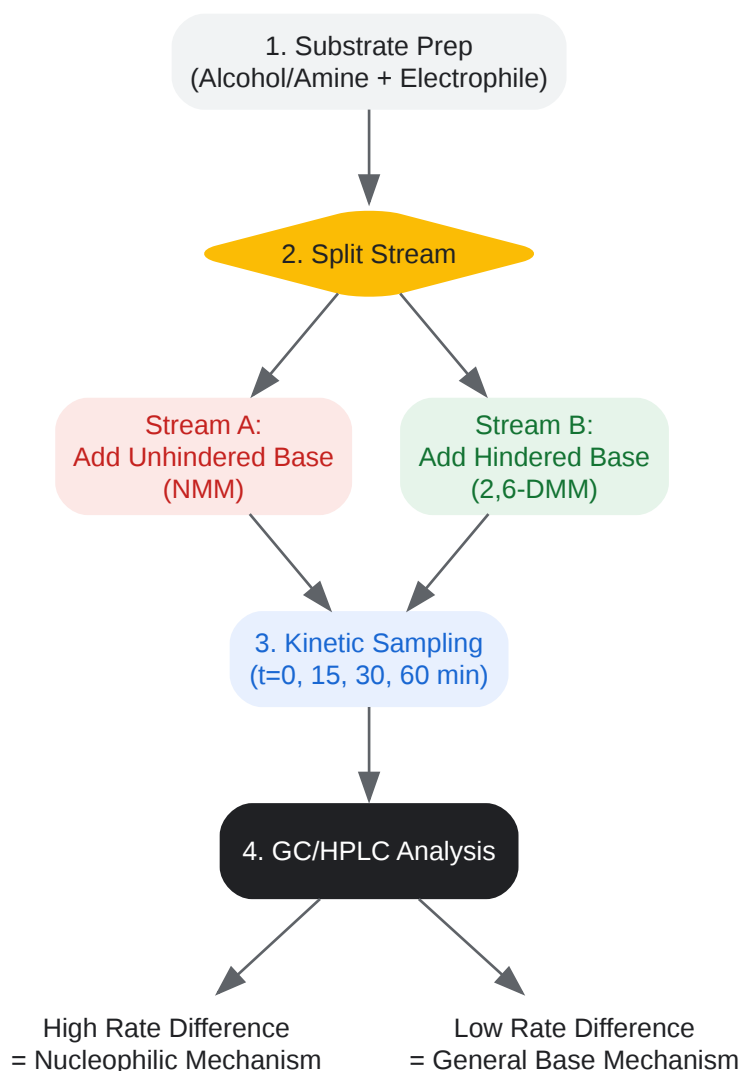 1. Substrate Prep
(Alcohol/Amine + Electrophile)
2. Split Stream
Stream A:
Add Unhindered Base
(NMM)
Stream B:
Add Hindered Base
(2,6-DMM)
3. Kinetic Sampling
(t=0, 15, 30, 60 min)
4. GC/HPLC Analysis
High Rate Difference
= Nucleophilic Mechanism
Low Rate Difference
= General Base Mechanism